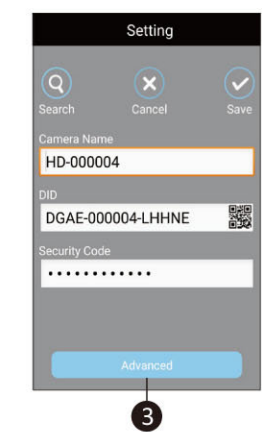 Setting
Search Cancel Save
Camera Name
HD-000004
DID
DGAE-000004-LHHNE
Security Code
••••••••••••
Advanced
3